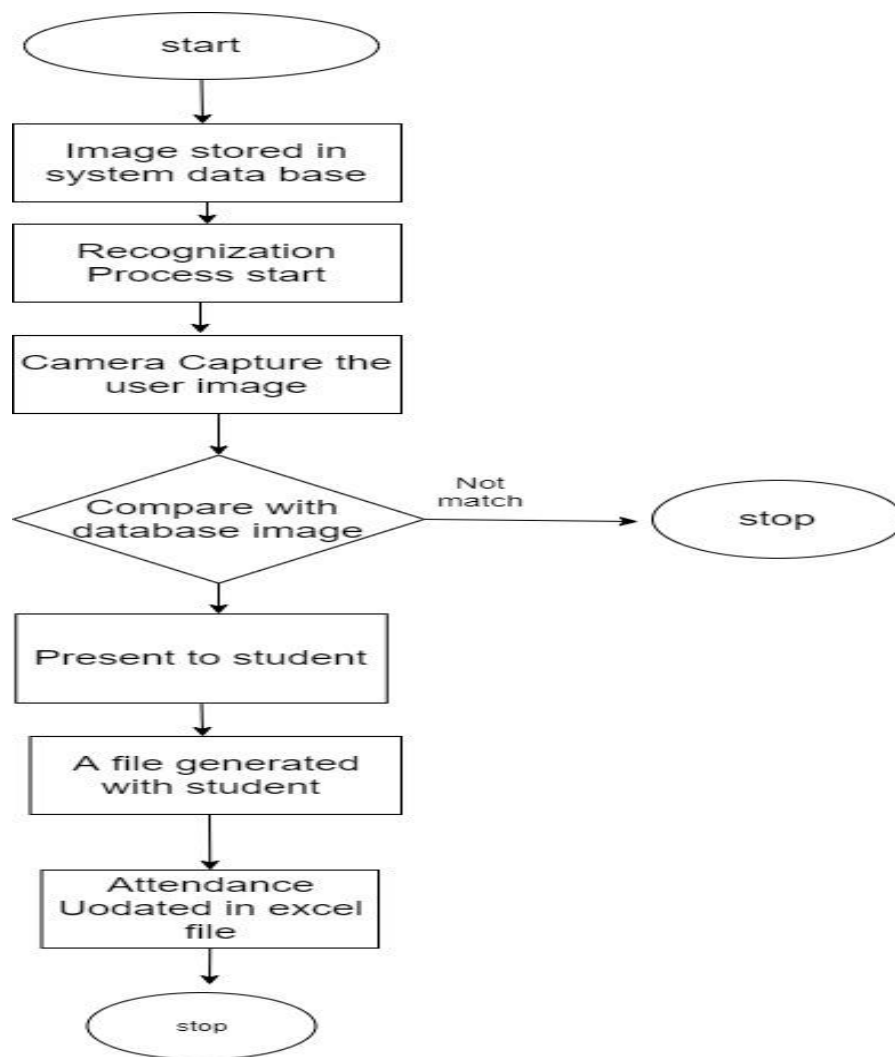 start
Image stored in
system data base
Recognization
Process start
Camera Capture the
user image
Compare with
database image
Not
match
stop
Present to student
A file generated
with student
Attendance
Uodated in excel
file
stop